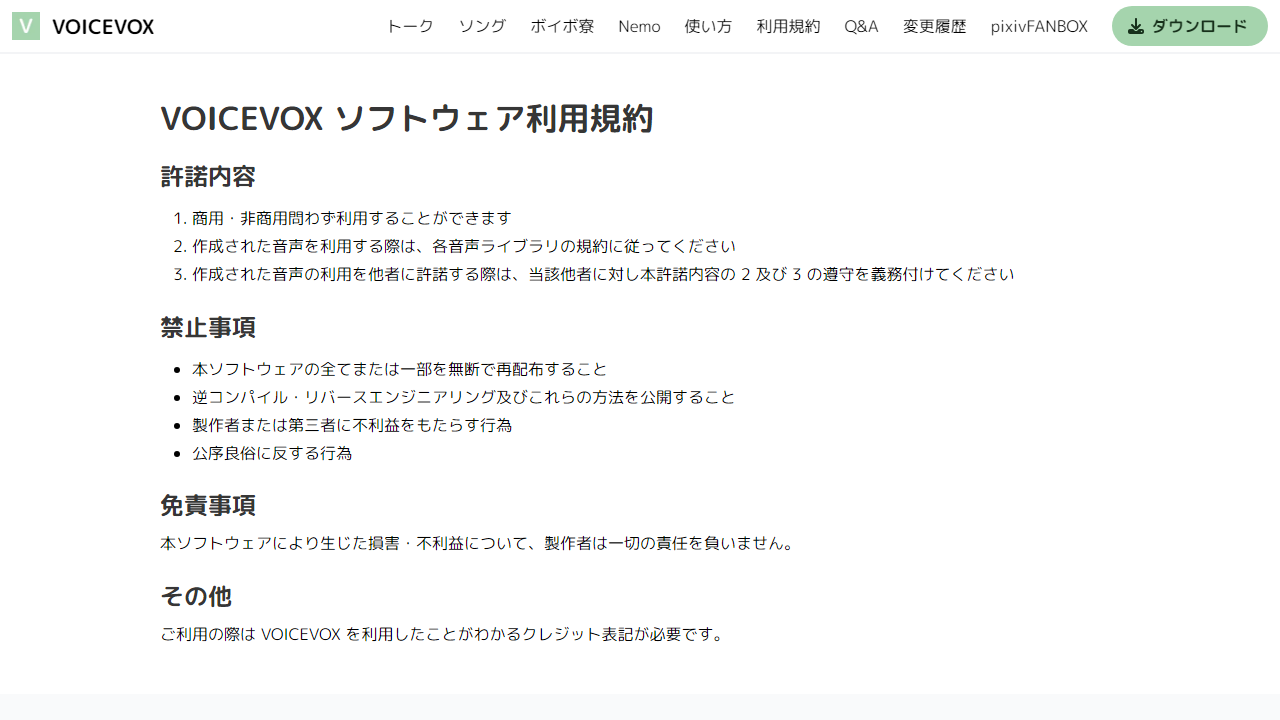 V VOICEVOX トーク ソング ボイボ寮 Nemo 使い方 利用規約 Q&A 変更履歴 pixivFANBOX ダウンロード
VOICEVOX ソフトウェア利用規約
許諾内容
1. 商用・非商用問わず利用することができます
2. 作成された音声を利用する際は、各音声ライブラリの規約に従ってください
3. 作成された音声の利用を他者に許諾する際は、当該他者に対し本許諾内容の 2 及び 3 の遵守を義務付けてください
禁止事項
• 本ソフトウェアの全てまたは一部を無断で再配布すること
• 逆コンパイル・リバースエンジニアリング及びこれらの方法を公開すること
• 製作者または第三者に不利益をもたらす行為
• 公序良俗に反する行為
免責事項
本ソフトウェアにより生じた損害・不利益について、製作者は一切の責任を負いません。
その他
ご利用の際は VOICEVOX を利用したことがわかるクレジット表記が必要です。